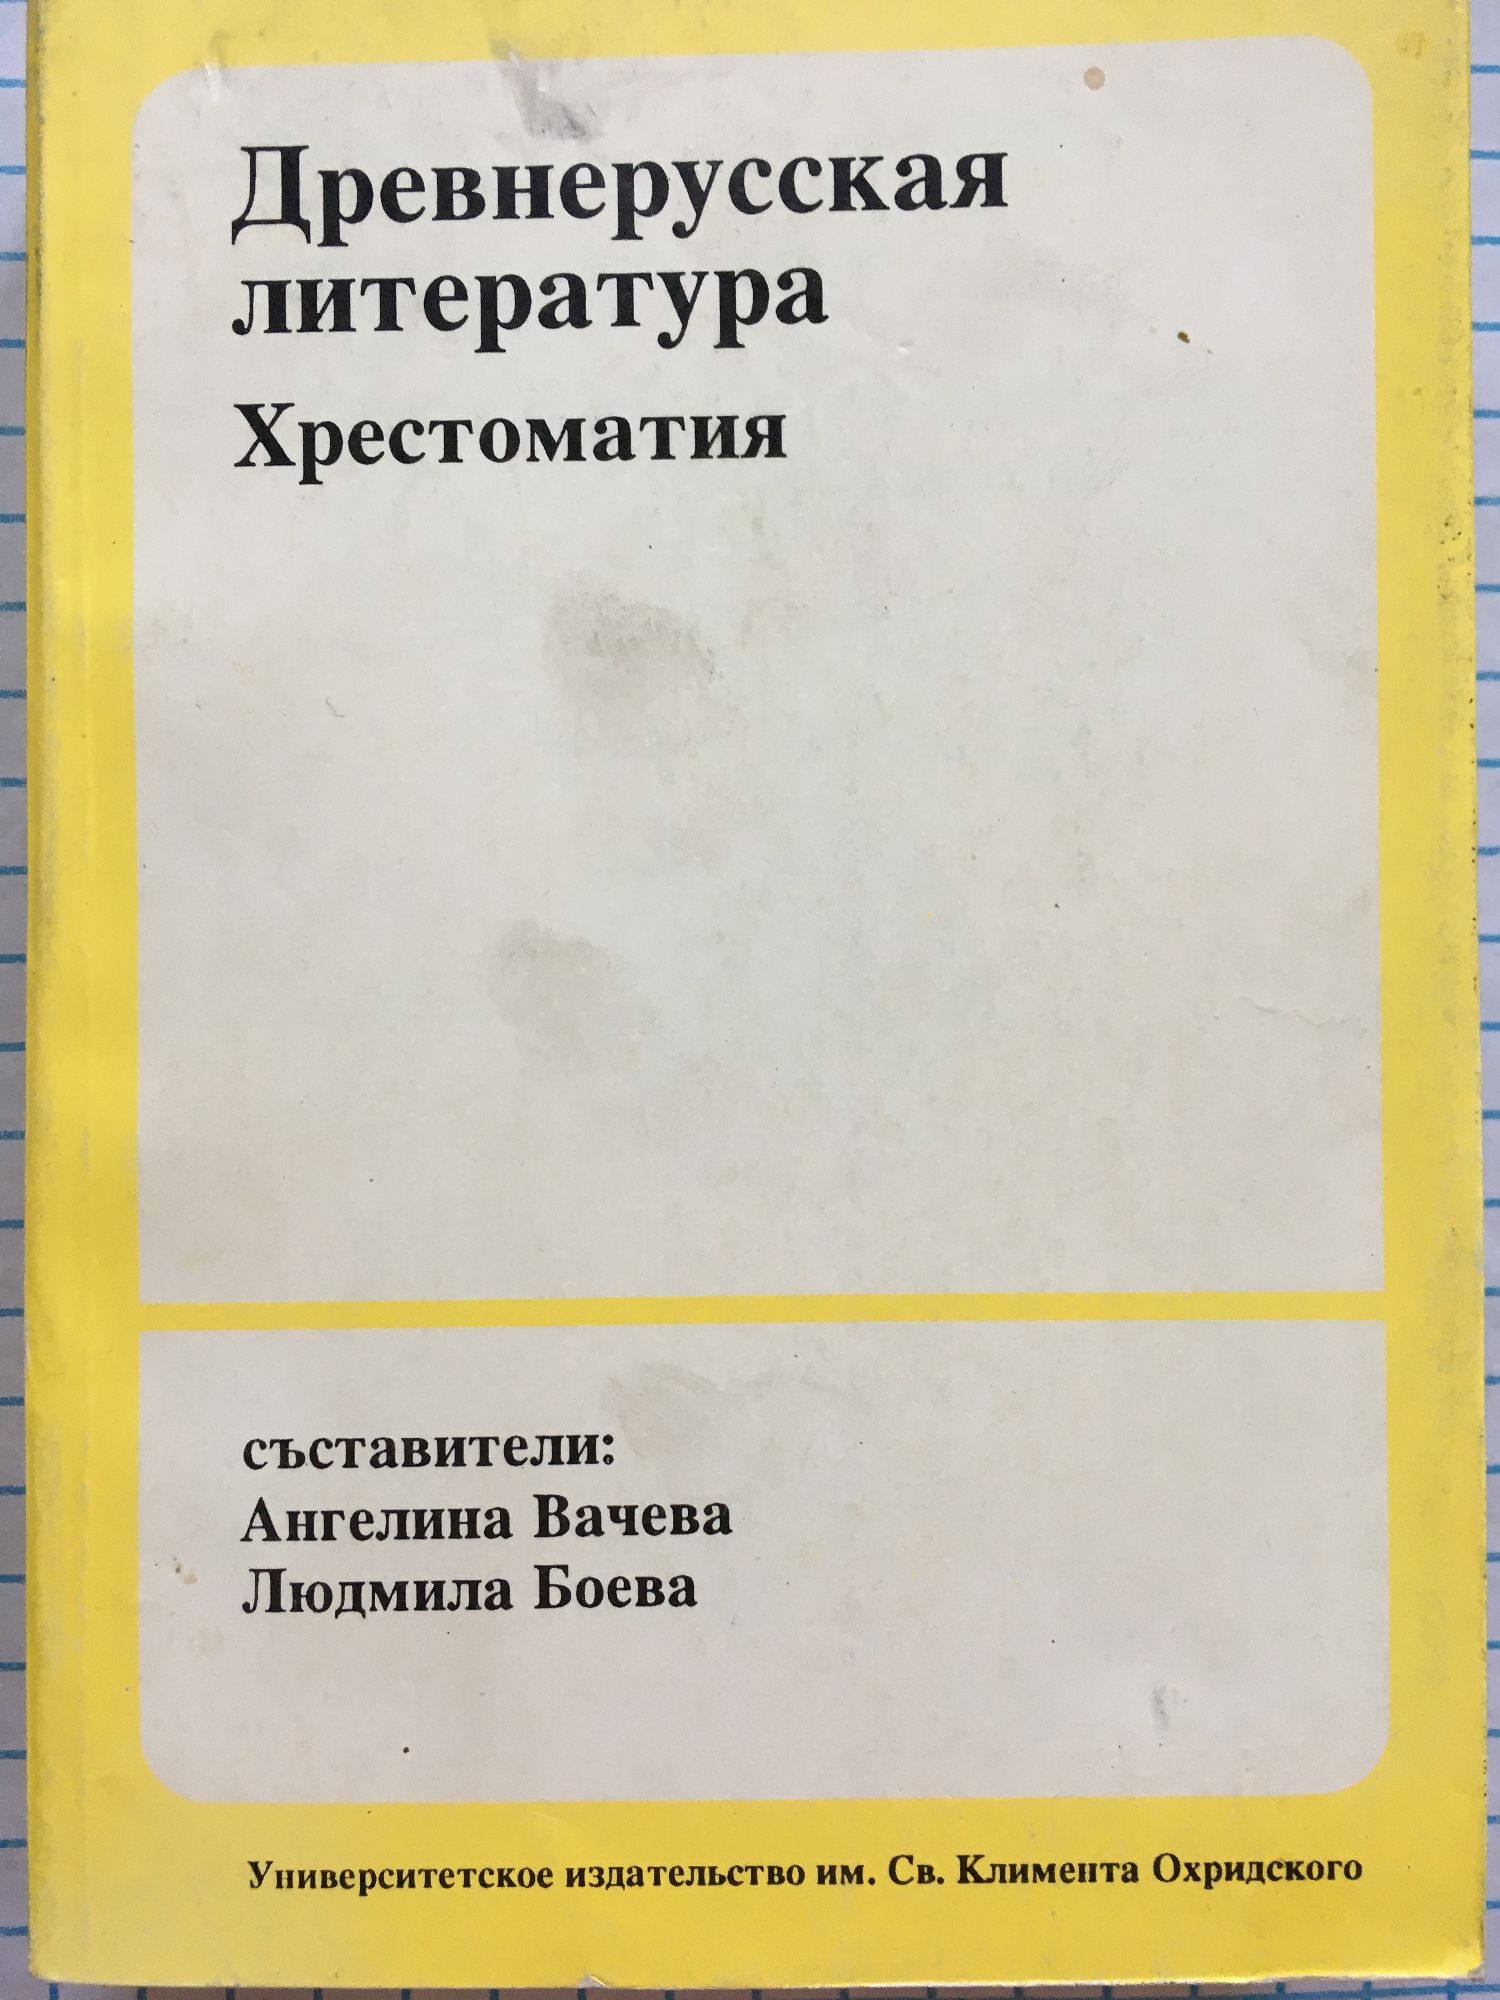 Древнерусская
литература
Хрестоматия
съставители:
Ангелина Вачева
Людмила Боева
Университетское издательство им. Св. Климента Охридского